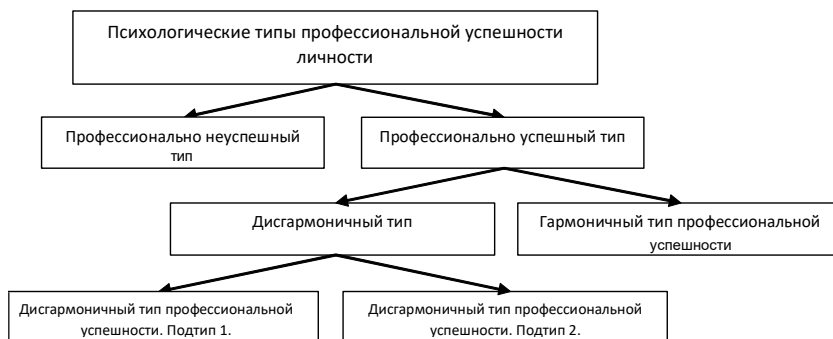 Психологические типы профессиональной успешности
личности
Профессионально неуспешный
тип
Профессионально успешный тип
Дисгармоничный тип
Гармоничный тип профессиональной
успешности
Дисгармоничный тип профессиональной
успешности. Подтип 1.
Дисгармоничный тип профессиональной
успешности. Подтип 2.